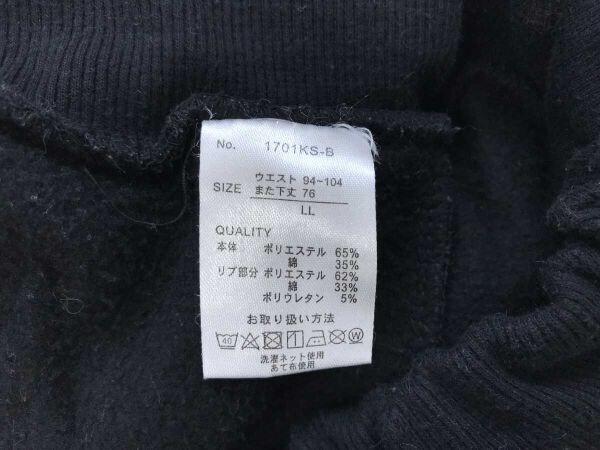 No. 1701KS-B
ウエスト 94~104
SIZE また下丈 76
LL
QUALITY
本体 ポリエステル 65%
綿 35%
リブ部分 ポリエステル 62%
綿 33%
ポリウレタン 5%
お取り扱い方法
40 W
洗濯ネット使用
あて布使用